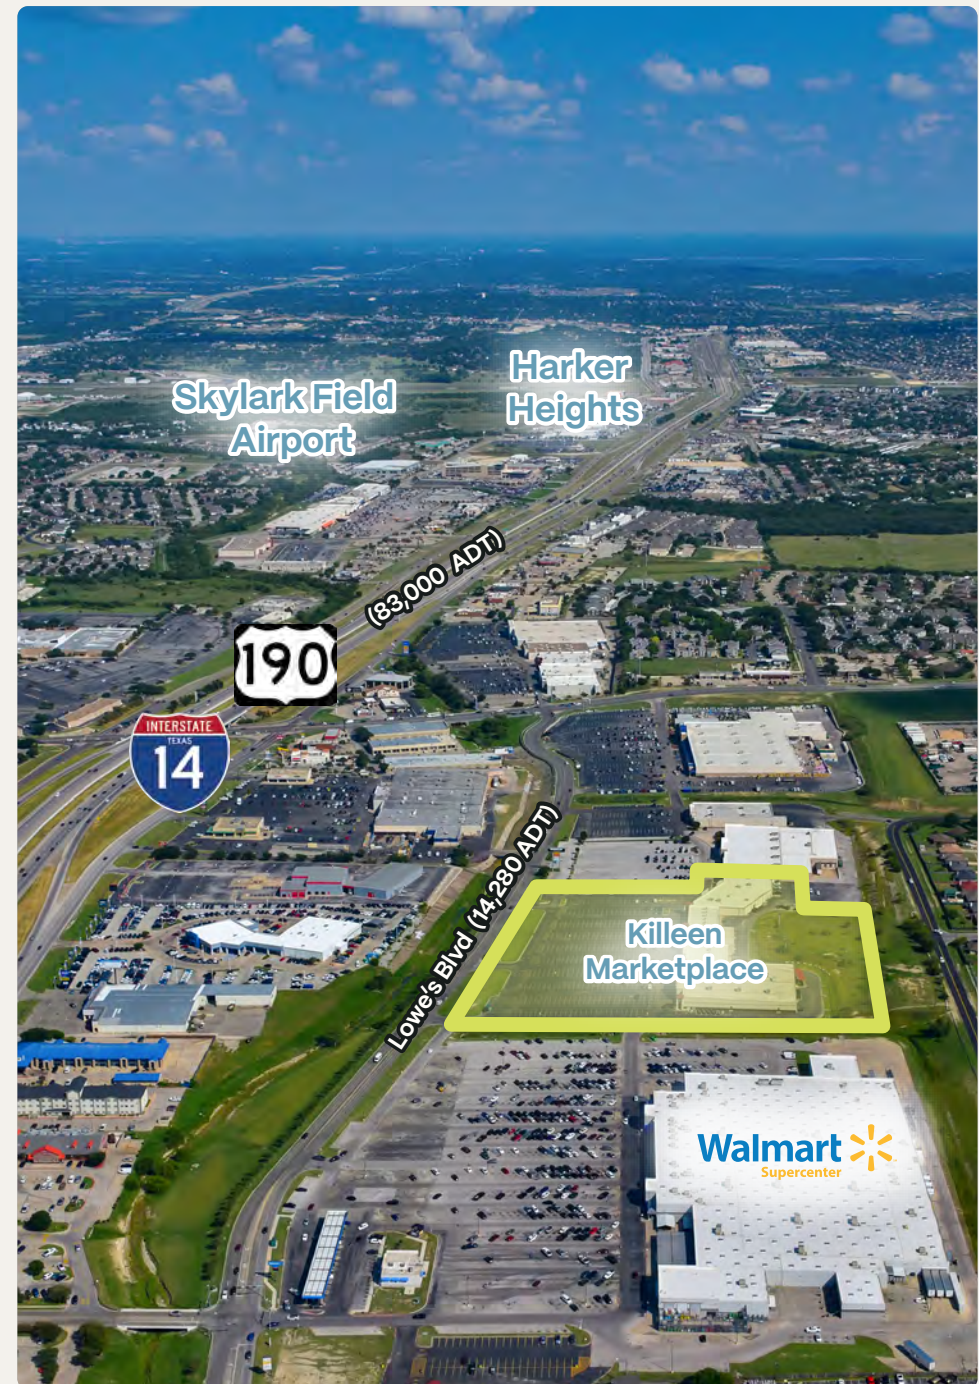 Harker
Heights
Skylark Field
Airport
(83,000 ADT)
190
INTERSTATE
TEXAS
14
Lowe's Blvd (14,280 ADT)
Killeen
Marketplace
Walmart
Supercenter